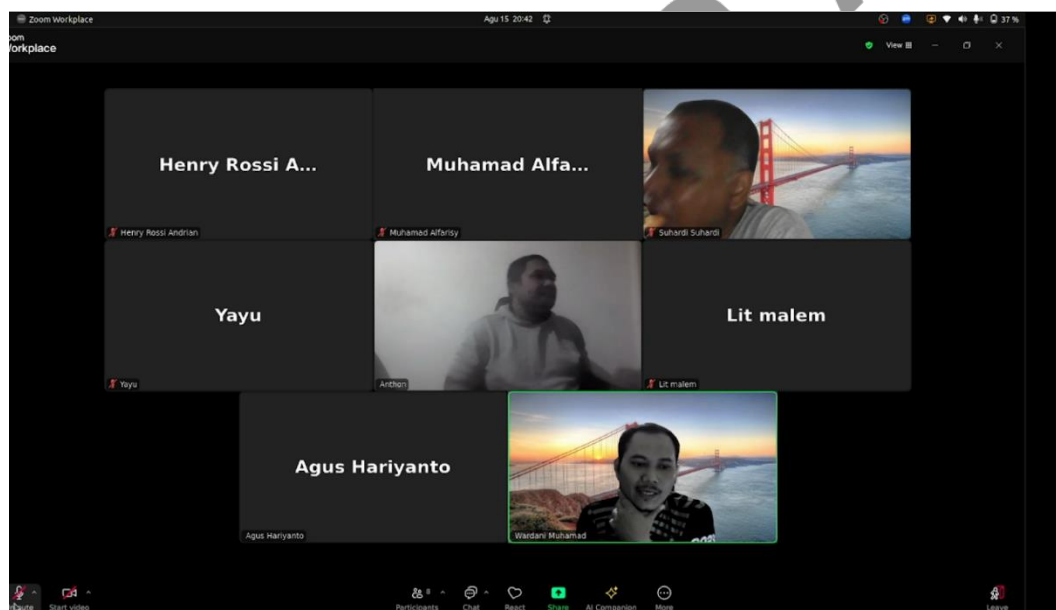 Zoom Workplace
Agu 15 20:42
37 %
oom
Workplace
View
Henry Rossi A...
Henry Rossi Andrian
Muhamad Alfa...
Muhamad Alfarisy
Suhardi Suhardi
Yayu
Yayu
Anthon
Lit malem
Lit malem
Agus Hariyanto
Agus Hariyanto
Wardani Muhamad
Start video
8
Participants
Chat
React
Share
AI Companion
More
Leave